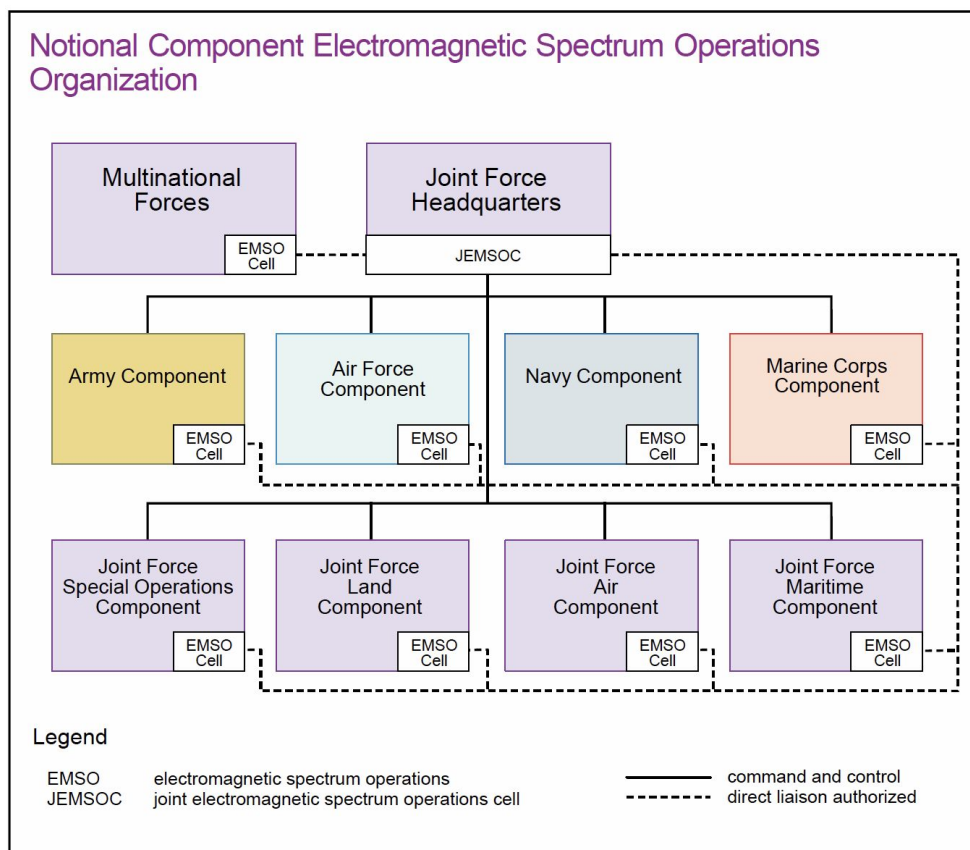 Notional Component Electromagnetic Spectrum Operations
Organization
Multinational
Forces
EMSO
Cell
Joint Force
Headquarters
JEMSOC
Army Component
EMSO
Cell
Air Force
Component
EMSO
Cell
Navy Component
EMSO
Cell
Marine Corps
Component
EMSO
Cell
Joint Force
Special Operations
Component
EMSO
Cell
Joint Force
Land
Component
EMSO
Cell
Joint Force
Air
Component
EMSO
Cell
Joint Force
Maritime
Component
EMSO
Cell
Legend
EMSO electromagnetic spectrum operations
JEMSOC joint electromagnetic spectrum operations cell
command and control
direct liaison authorized